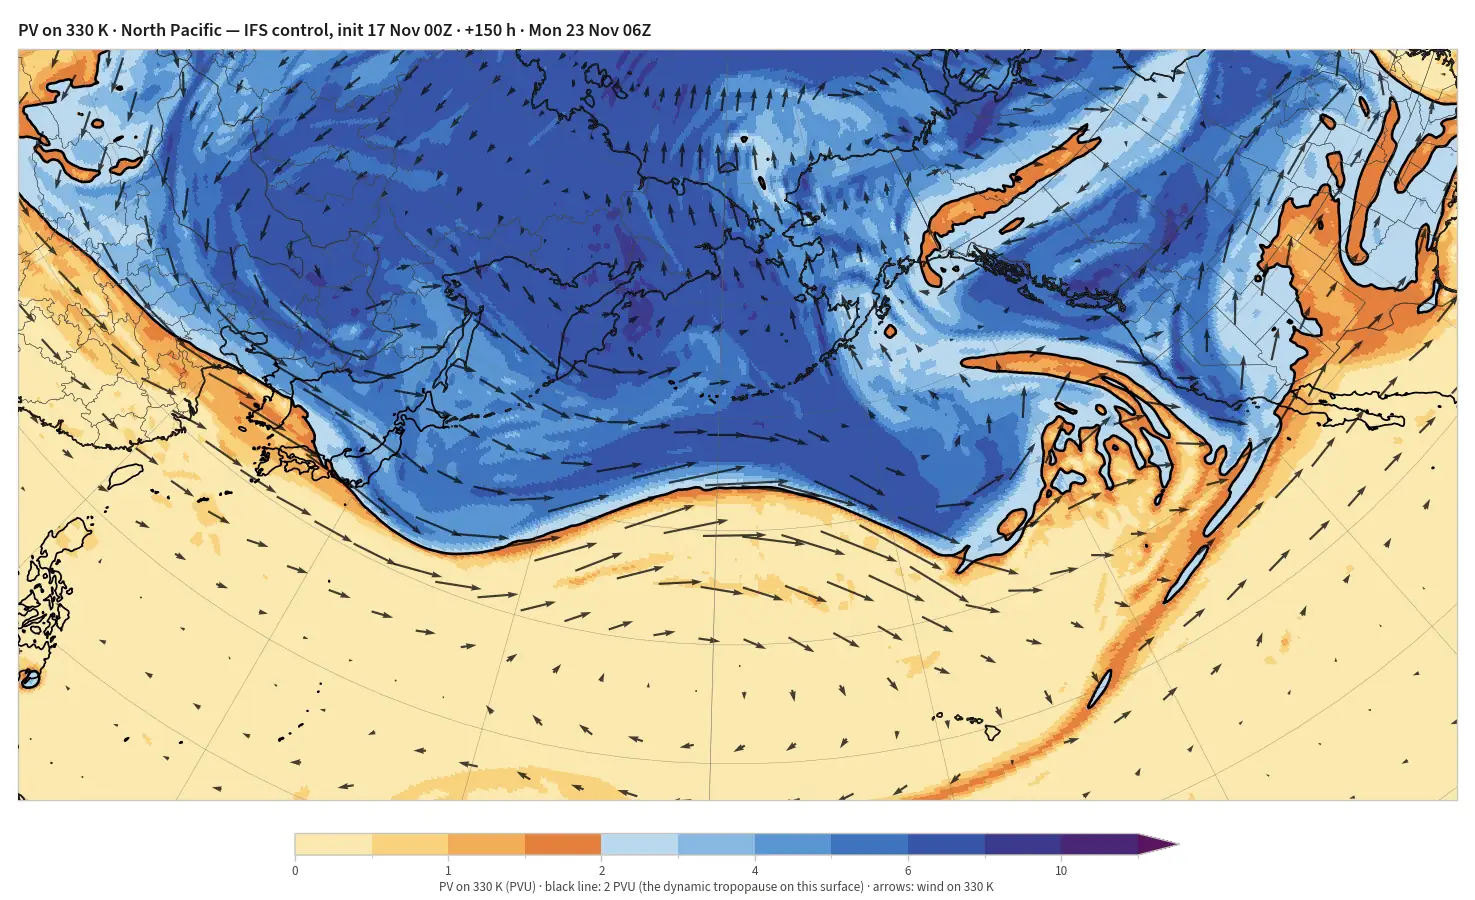 PV on 330 K · North Pacific — IFS control, init 17 Nov 00Z · +150 h · Mon 23 Nov 06Z
0 1 2 4 6 10
PV on 330 K (PVU) · black line: 2 PVU (the dynamic tropopause on this surface) · arrows: wind on 330 K